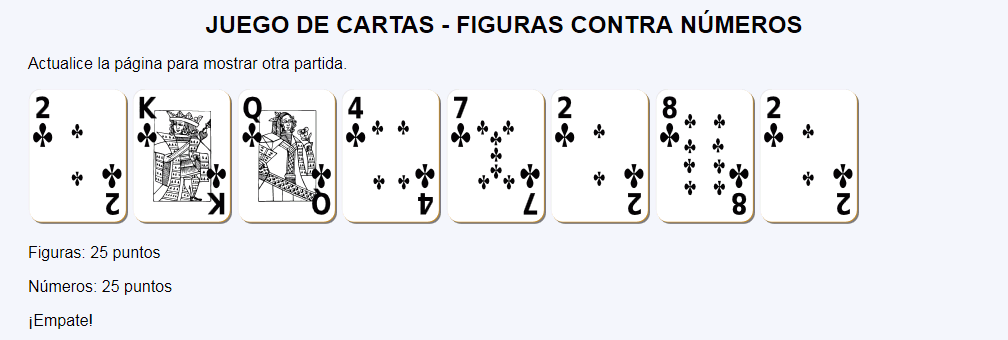 JUEGO DE CARTAS - FIGURAS CONTRA NÚMEROS
Actualice la página para mostrar otra partida.
2 K Q 4 7 2 8 2
2 K Q 4 7 2 8 2
Figuras: 25 puntos
Números: 25 puntos
¡Empate!